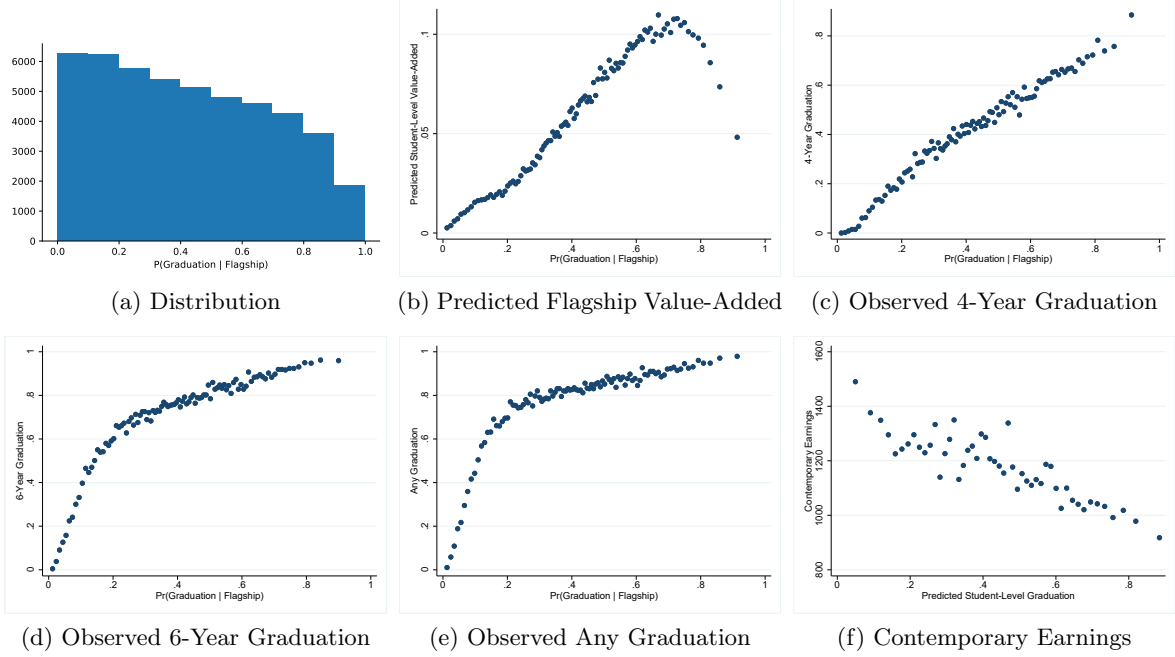 6000
5000
4000
3000
2000
1000
0
0.0 0.2 0.4 0.6 0.8 1.0
P(Graduation | Flagship)
(a) Distribution
Predicted Student-Level Value-Added
.1
.05
0
0 .2 .4 .6 .8 1
Pr(Graduation | Flagship)
(b) Predicted Flagship Value-Added
4-Year Graduation
.8
.6
.4
.2
0
0 .2 .4 .6 .8 1
Pr(Graduation | Flagship)
(c) Observed 4-Year Graduation
6-Year Graduation
1
.8
.6
.4
.2
0
0 .2 .4 .6 .8 1
Pr(Graduation | Flagship)
(d) Observed 6-Year Graduation
Any Graduation
1
.8
.6
.4
.2
0
0 .2 .4 .6 .8 1
Pr(Graduation | Flagship)
(e) Observed Any Graduation
Contemporary Earnings
1600
1400
1200
1000
800
.2 .4 .6 .8
Predicted Student-Level Graduation
(f) Contemporary Earnings